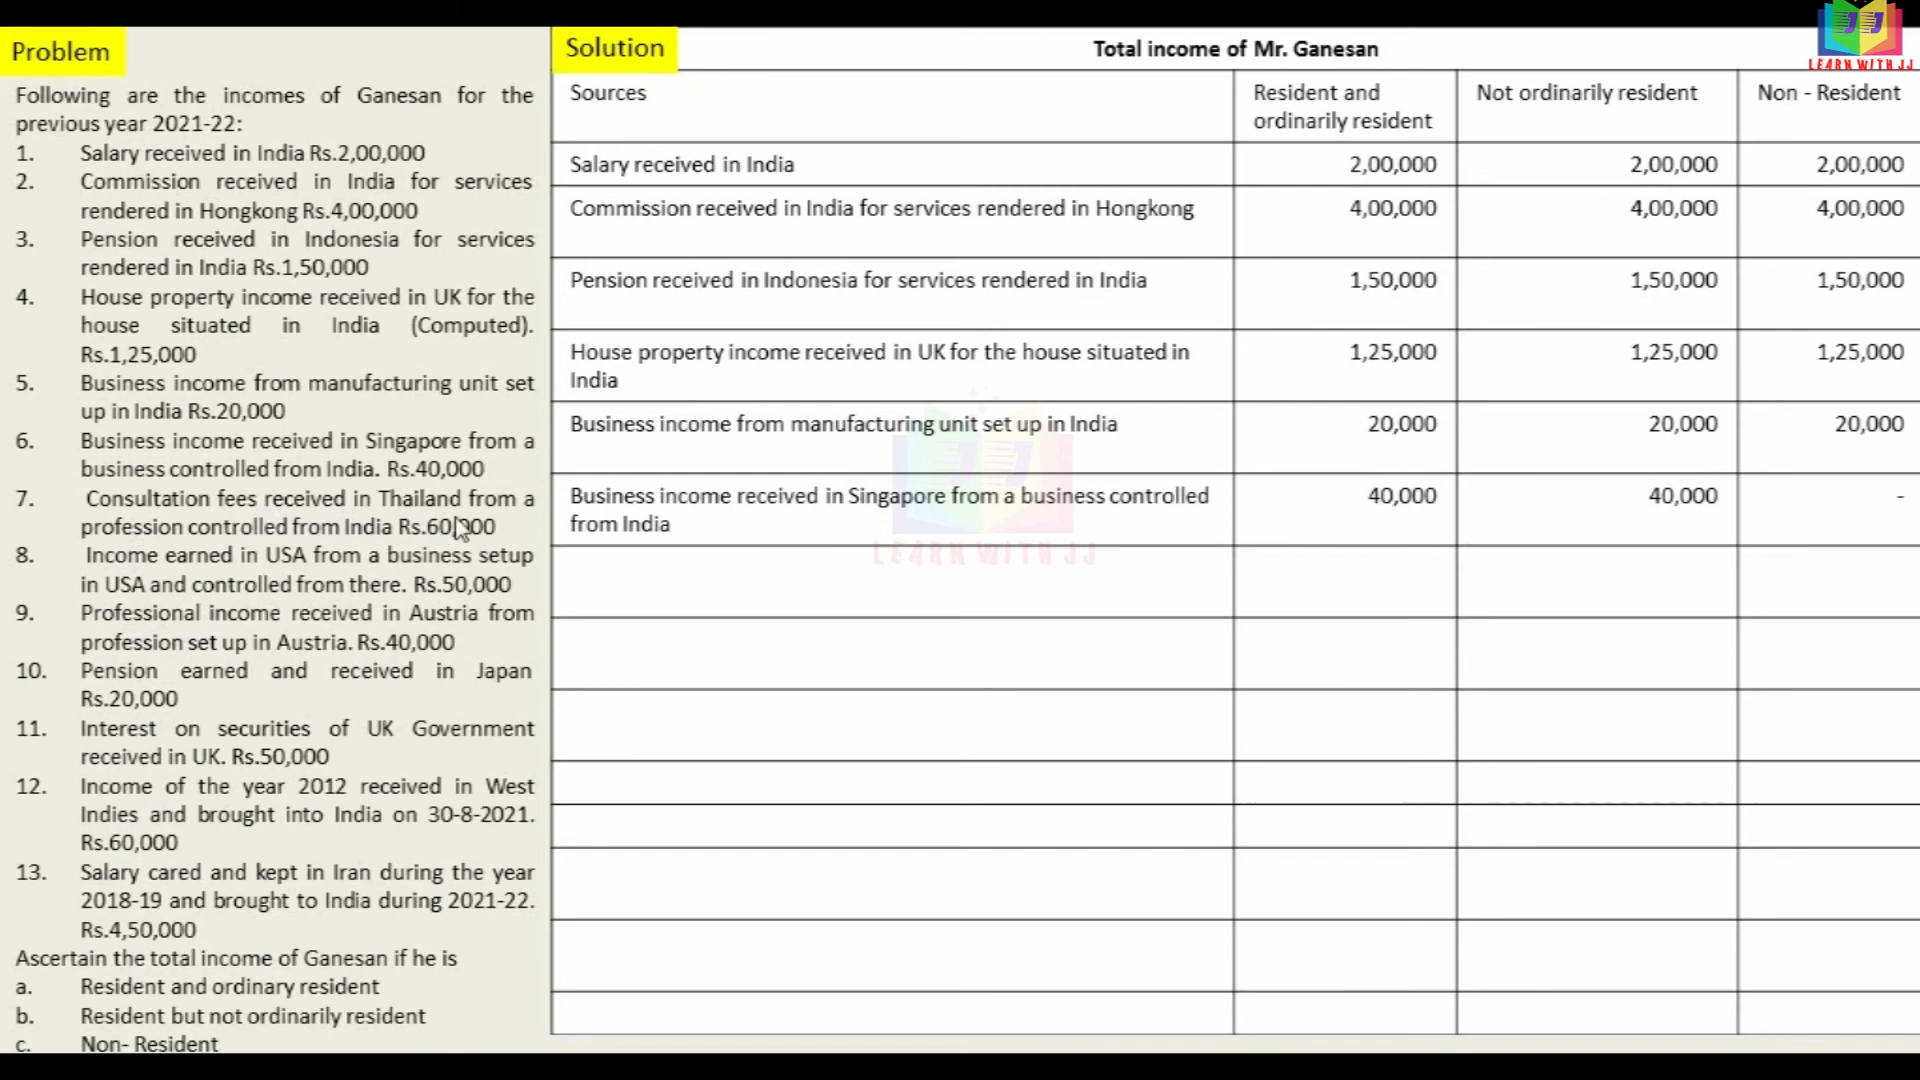 Problem
Following are the incomes of Ganesan for the
previous year 2021-22:
1. Salary received in India Rs.2,00,000
2. Commission received in India for services
rendered in Hongkong Rs.4,00,000
3. Pension received in Indonesia for services
rendered in India Rs.1,50,000
4. House property income received in UK for the
house situated in India (Computed).
Rs.1,25,000
5. Business income from manufacturing unit set
up in India Rs.20,000
6. Business income received in Singapore from a
business controlled from India. Rs.40,000
7. Consultation fees received in Thailand from a
profession controlled from India Rs.60,000
8. Income earned in USA from a business setup
in USA and controlled from there. Rs.50,000
9. Professional income received in Austria from
profession set up in Austria. Rs.40,000
10. Pension earned and received in Japan
Rs.20,000
11. Interest on securities of UK Government
received in UK. Rs.50,000
12. Income of the year 2012 received in West
Indies and brought into India on 30-8-2021.
Rs.60,000
13. Salary cared and kept in Iran during the year
2018-19 and brought to India during 2021-22.
Rs.4,50,000
Ascertain the total income of Ganesan if he is
a. Resident and ordinary resident
b. Resident but not ordinarily resident
c. Non- Resident
Solution
Total income of Mr. Ganesan
JJ
LEARN WITH JJ
Sources Resident and Not ordinarily resident Non - Resident
ordinarily resident
Salary received in India 2,00,000 2,00,000 2,00,000
Commission received in India for services rendered in Hongkong 4,00,000 4,00,000 4,00,000
Pension received in Indonesia for services rendered in India 1,50,000 1,50,000 1,50,000
House property income received in UK for the house situated in 1,25,000 1,25,000 1,25,000
India
Business income from manufacturing unit set up in India 20,000 20,000 20,000
Business income received in Singapore from a business controlled 40,000 40,000 -
from India
JJ
LEARN WITH JJ